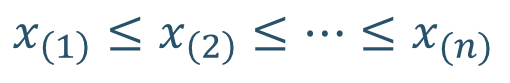 x(1) ≤ x(2) ≤ ⋯ ≤ x(n)